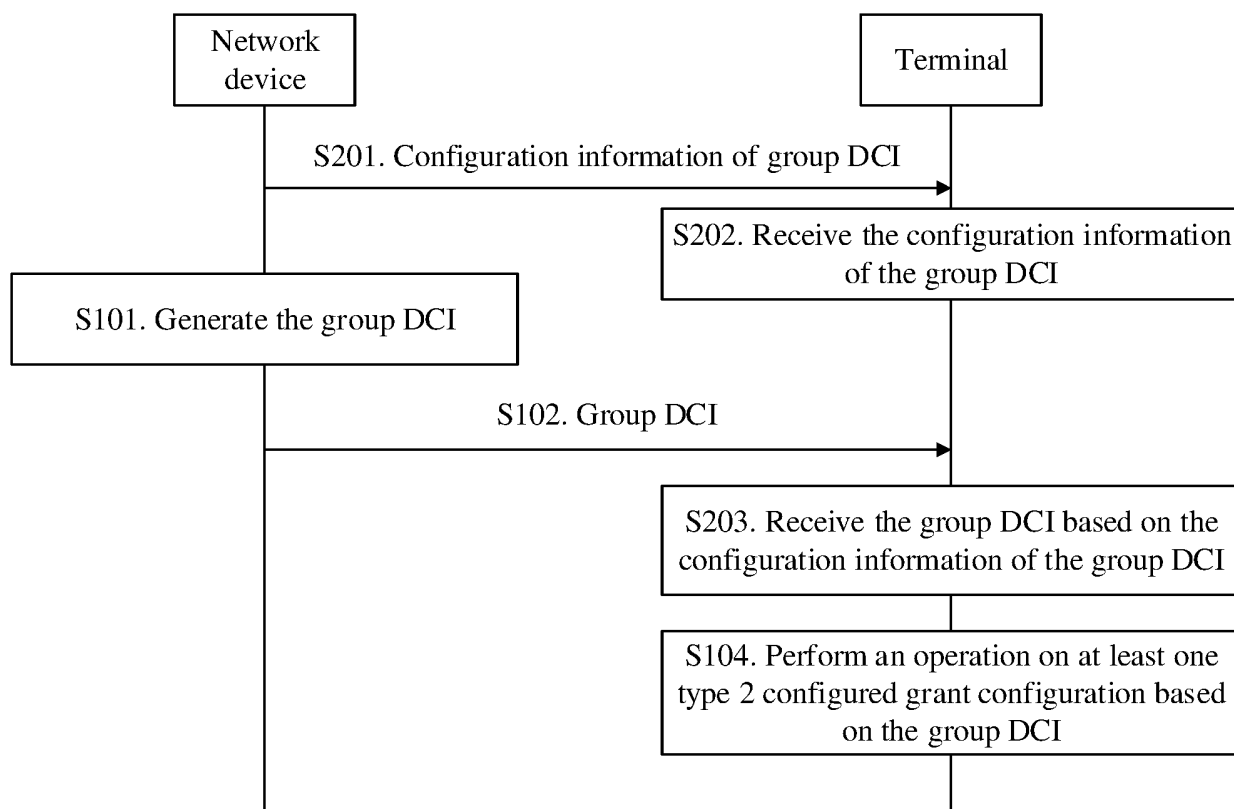 Network
device
Terminal
S201. Configuration information of group DCI
S202. Receive the configuration information
of the group DCI
S101. Generate the group DCI
S102. Group DCI
S203. Receive the group DCI based on the
configuration information of the group DCI
S104. Perform an operation on at least one
type 2 configured grant configuration based
on the group DCI